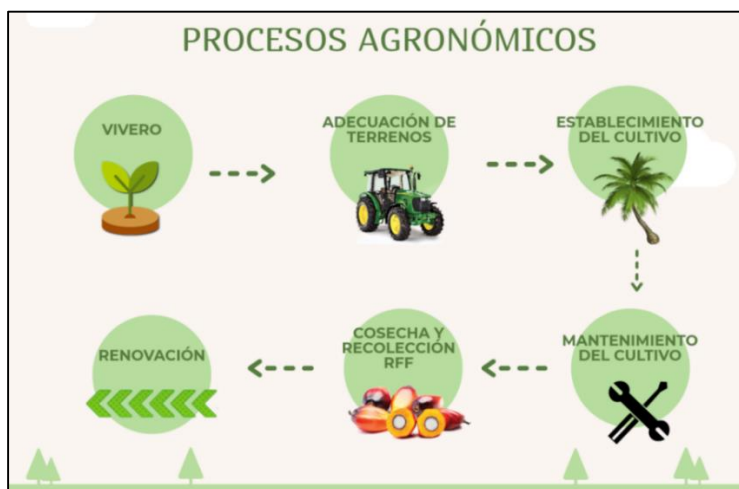 PROCESOS AGRONÓMICOS
VIVERO
ADECUACIÓN DE
TERRENOS
ESTABLECIMIENTO
DEL CULTIVO
MANTENIMIENTO
DEL CULTIVO
COSECHA Y
RECOLECCIÓN
RFF
RENOVACIÓN